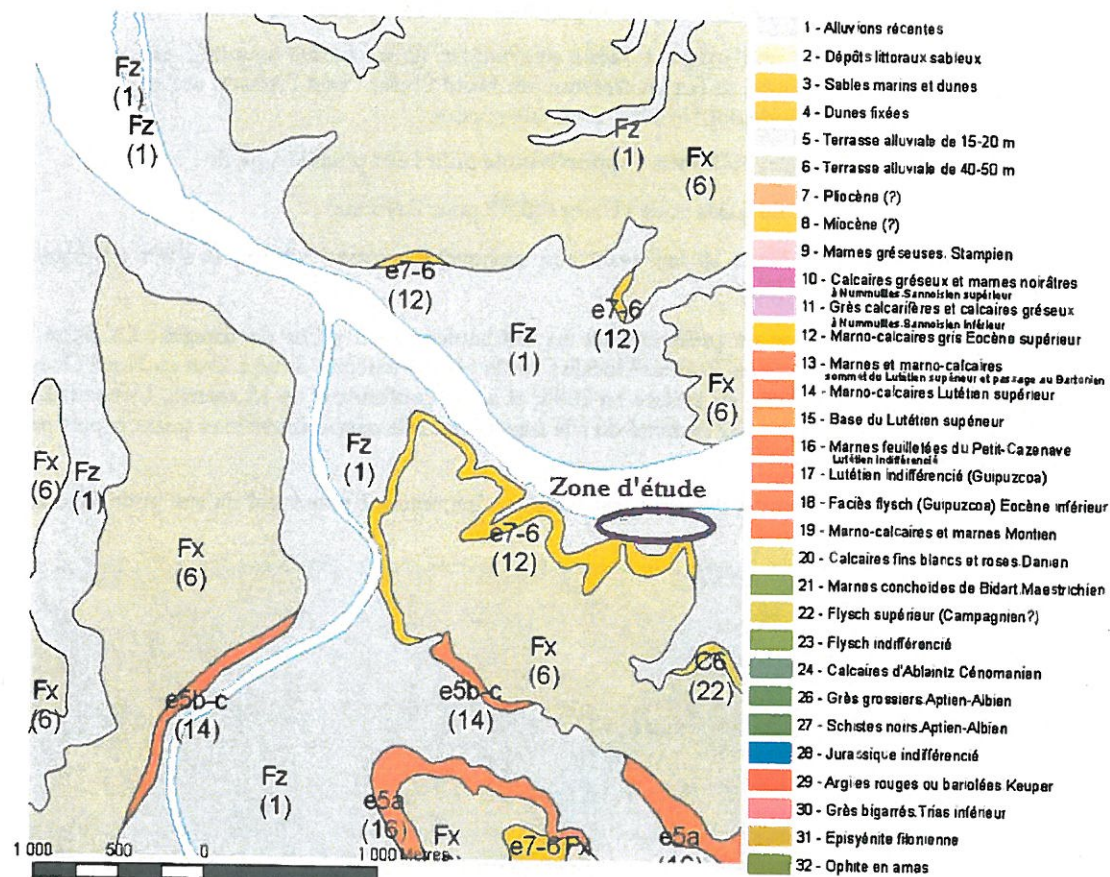 Fz
(1)
Fz
(1)
Fz
(1)
Fx
(6)
e7-6
(12)
e7-6
(12)
Fz
(1)
Fx
(6)
Fx
(6)
Fz
(1)
Fz
(1)
Zone d'étude
e7-6
(12)
Fx
(6)
Fx
(6)
C6
(22)
Fx
(6)
e5b-c
(14)
e5b-c
(14)
Fz
(1)
e5a
(16)
Fx
e7-6
Fx
e5a
1 000 500 0 1 000 Mètres
1 - Alluvions récentes
2 - Dépôts littoraux sableux
3 - Sables marins et dunes
4 - Dunes fixées
5 - Terrasse alluviale de 15-20 m
6 - Terrasse alluviale de 40-50 m
7 - Pliocène (?)
8 - Miocène (?)
9 - Marnes gréseuses. Stampien
10 - Calcaires gréseux et marnes noirâtres
à Nummulites.Sannoisien supérieur
11 - Grès calcarifères et calcaires gréseux
à Nummulites.Sannoisien inférieur
12 - Marno-calcaires gris Eocène supérieur
13 - Marnes et marno-calcaires
sommet du Lutétien supérieur et passage au Bartonien
14 - Marno-calcaires Lutétien supérieur
15 - Base du Lutétien supérieur
16 - Marnes feuilletées du Petit-Cazenave
Lutétien indifférencié
17 - Lutétien indifférencié (Guipuzcoa)
18 - Faciès flysch (Guipuzcoa) Eocène inférieur
19 - Marno-calcaires et marnes Montien
20 - Calcaires fins blancs et roses.Danien
21 - Marnes conchoïdes de Bidart.Maestrichien
22 - Flysch supérieur (Campagnien?)
23 - Flysch indifférencié
24 - Calcaires d'Ablaintz Cénomanien
26 - Grès grossiers.Aptien-Albien
27 - Schistes noirs.Aptien-Albien
28 - Jurassique indifférencié
29 - Argiles rouges ou bariolées.Keuper
30 - Grès bigarrés.Trias inférieur
31 - Episyénite filonienne
32 - Ophite en amas